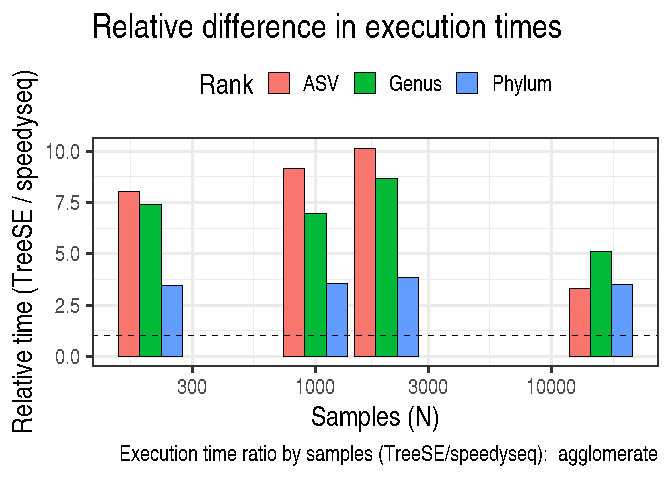 Relative difference in execution times
Rank ASV Genus Phylum
Relative time (TreeSE / speedyseq)
10.0
7.5
5.0
2.5
0.0
300 1000 3000 10000
Samples (N)
Execution time ratio by samples (TreeSE/speedyseq): agglomerate